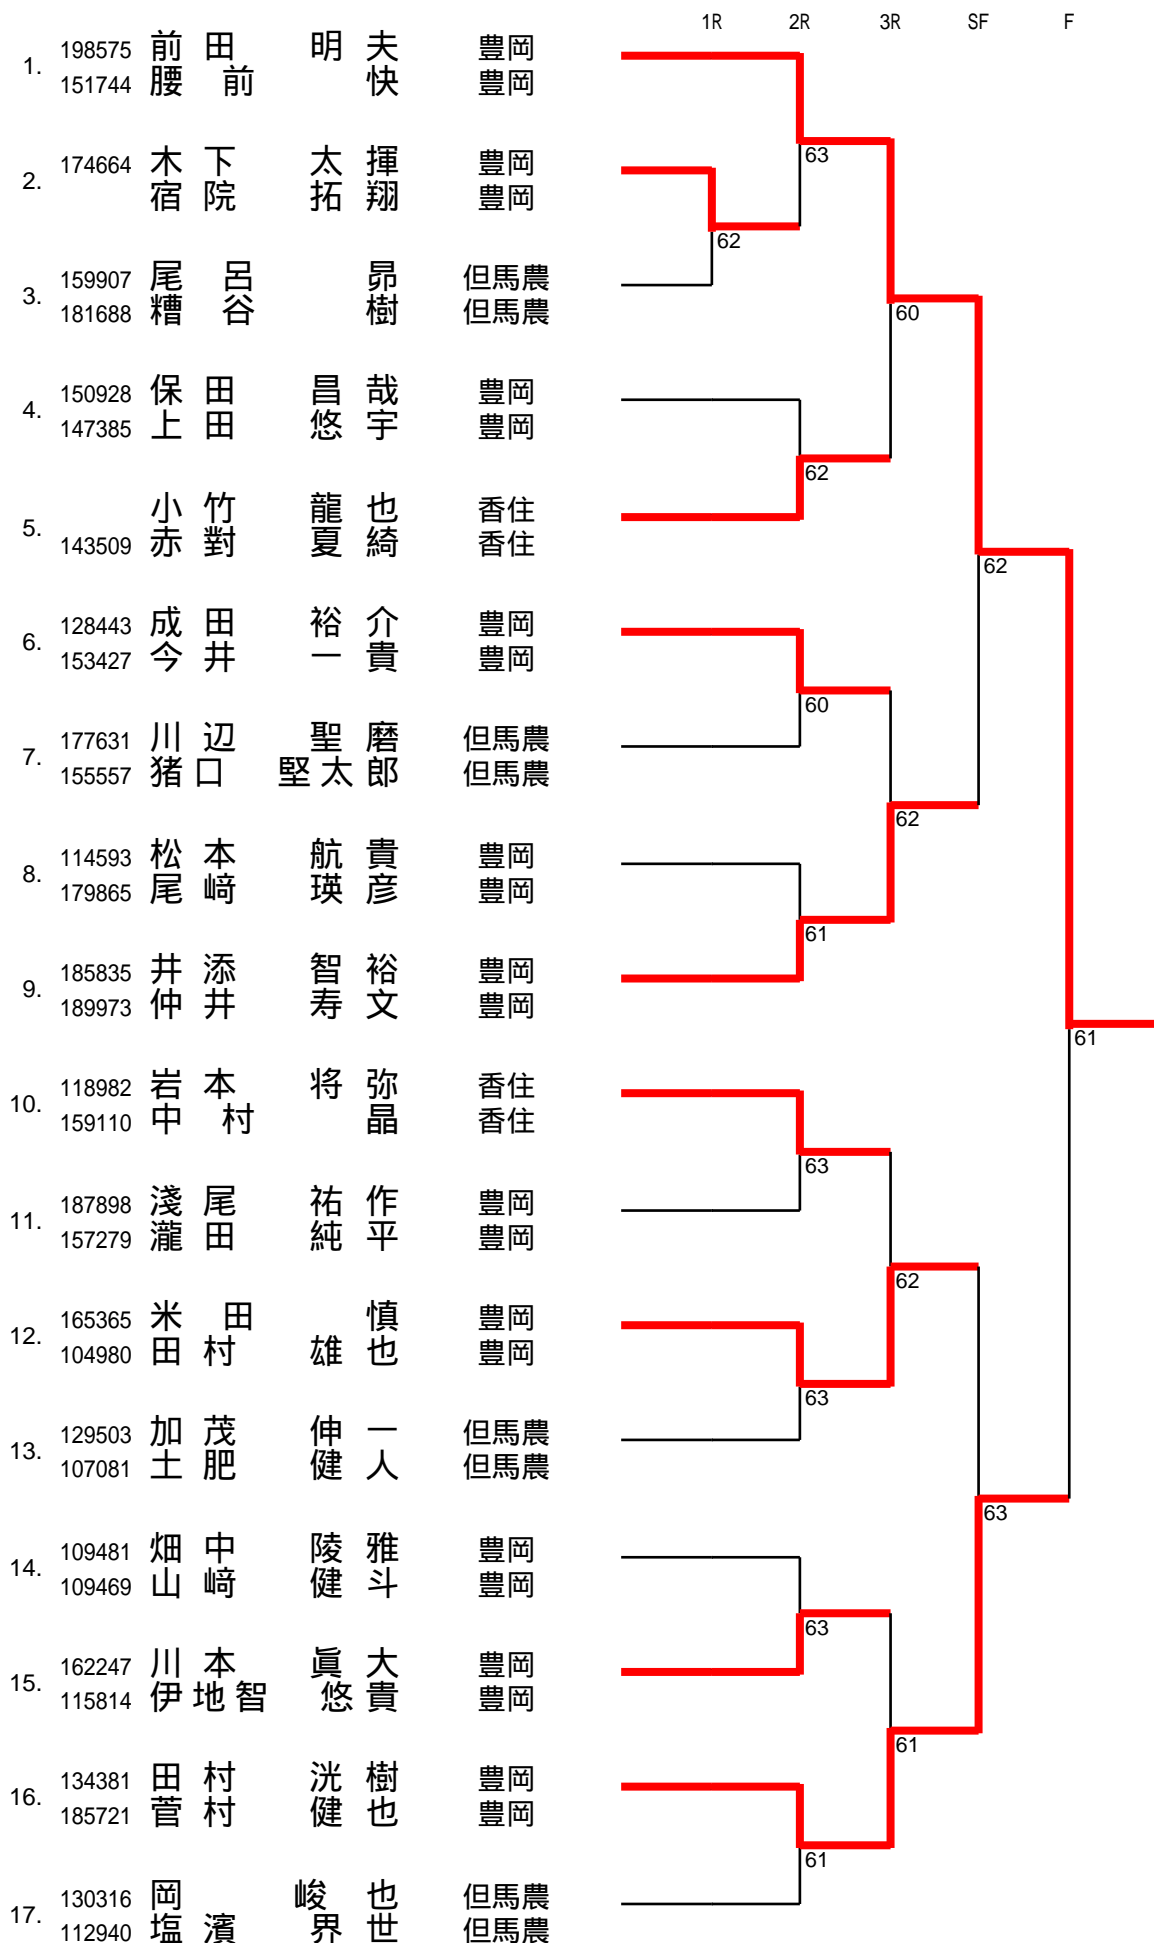 1R 2R 3R SF F
1.
198575 前田 明夫 豊岡
151744 腰前 快 豊岡
2.
174664 木下 太揮 豊岡
宿院 拓翔 豊岡
3.
159907 尾呂 昴 但馬農
181688 糟谷 樹 但馬農
4.
150928 保田 昌哉 豊岡
147385 上田 悠宇 豊岡
5.
小竹 龍也 香住
143509 赤對 夏綺 香住
6.
128443 成田 裕介 豊岡
153427 今井 一貴 豊岡
7.
177631 川辺 聖磨 但馬農
155557 猪口 堅太郎 但馬農
8.
114593 松本 航貴 豊岡
179865 尾﨑 瑛彦 豊岡
9.
185835 井添 智裕 豊岡
189973 仲井 寿文 豊岡
10.
118982 岩本 将弥 香住
159110 中村 晶 香住
11.
187898 淺尾 祐作 豊岡
157279 瀧田 純平 豊岡
12.
165365 米田 慎 豊岡
104980 田村 雄也 豊岡
13.
129503 加茂 伸一 但馬農
107081 土肥 健人 但馬農
14.
109481 畑中 陵雅 豊岡
109469 山﨑 健斗 豊岡
15.
162247 川本 眞大 豊岡
115814 伊地智 悠貴 豊岡
16.
134381 田村 洸樹 豊岡
185721 菅村 健也 豊岡
17.
130316 岡 峻也 但馬農
112940 塩濱 界世 但馬農
62
63
62
60
61
63
63
63
61
60
62
62
61
62
63
61